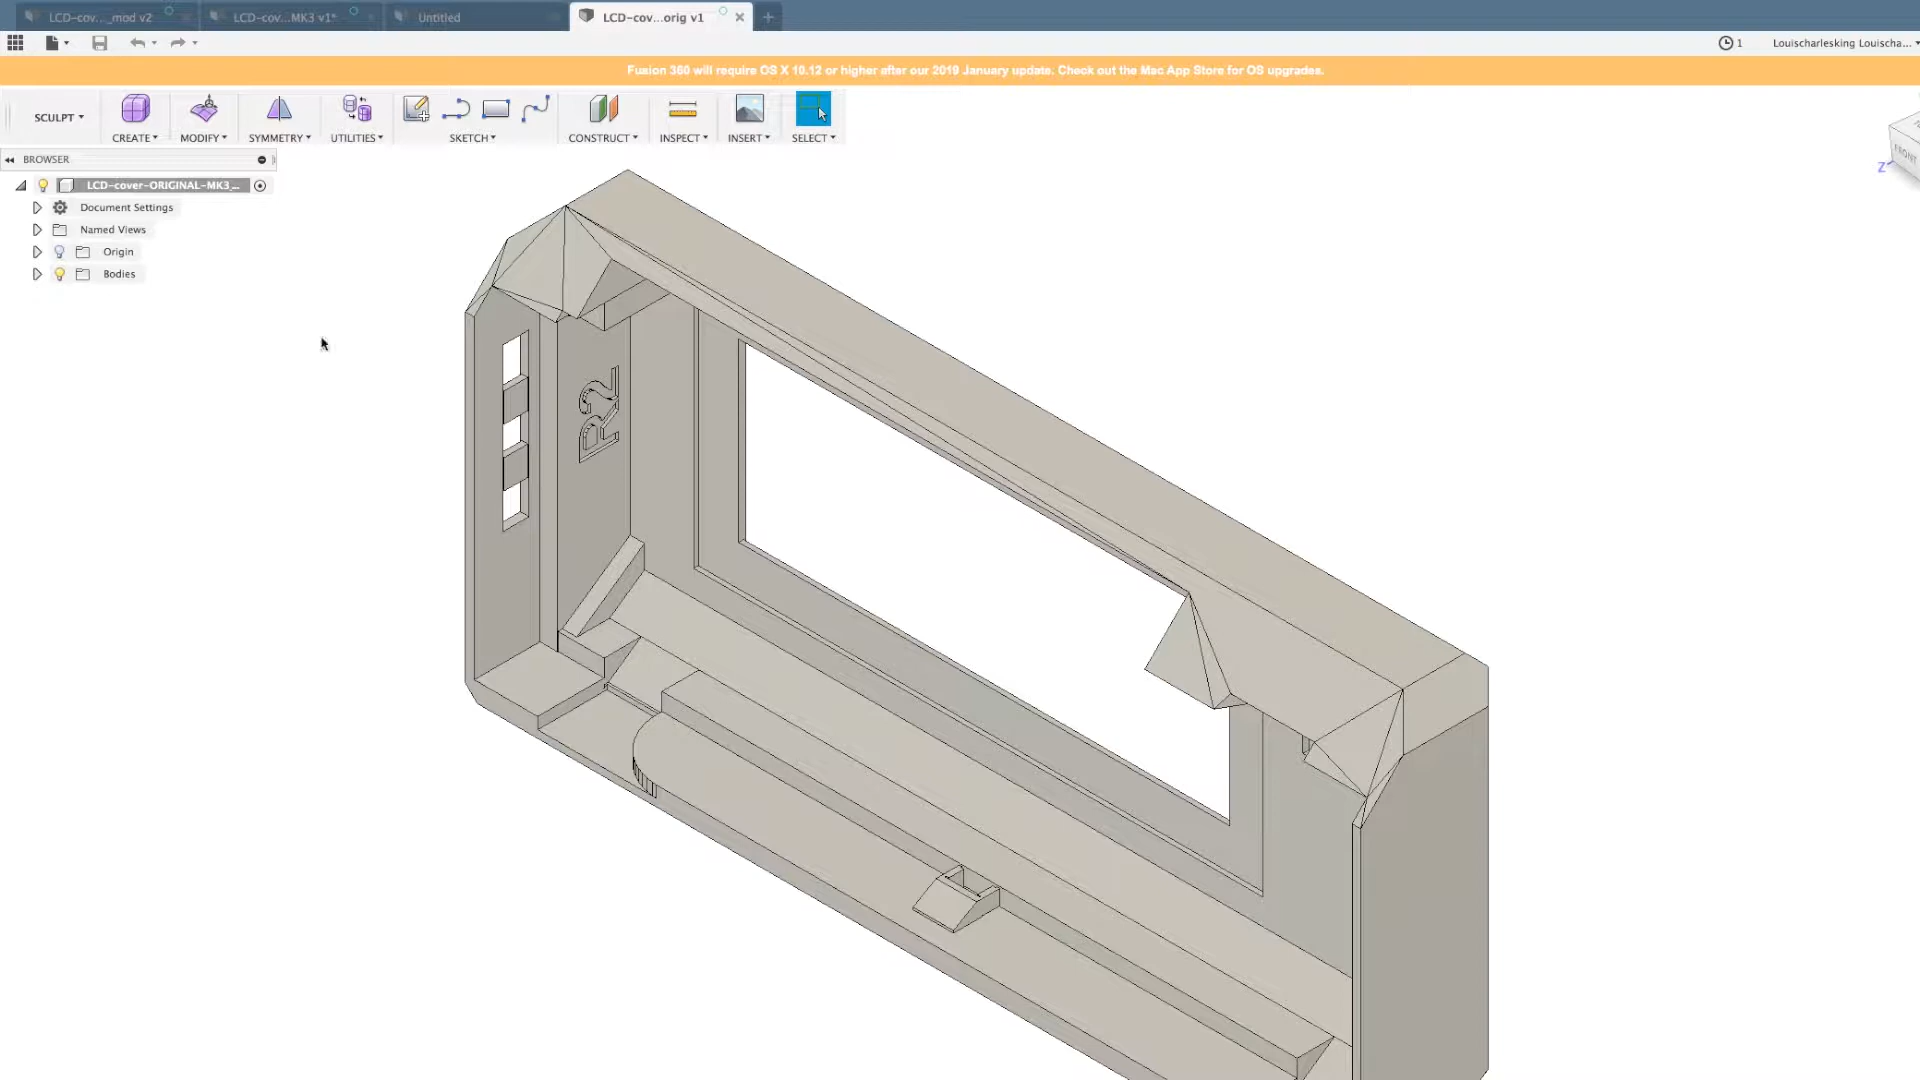 LCD-cov..._mod v2
LCD-cov...MK3 v1*
Untitled
LCD-cov...orig v1
1
Louischarlesking Louischa...
Fusion 360 will require OS X 10.12 or higher after our 2019 January update. Check out the Mac App Store for OS upgrades.
SCULPT
CREATE
MODIFY
SYMMETRY
UTILITIES
SKETCH
CONSTRUCT
INSPECT
INSERT
SELECT
BROWSER
LCD-cover-ORIGINAL-MK3_...
Document Settings
Named Views
Origin
Bodies
FRONT
Z
R2